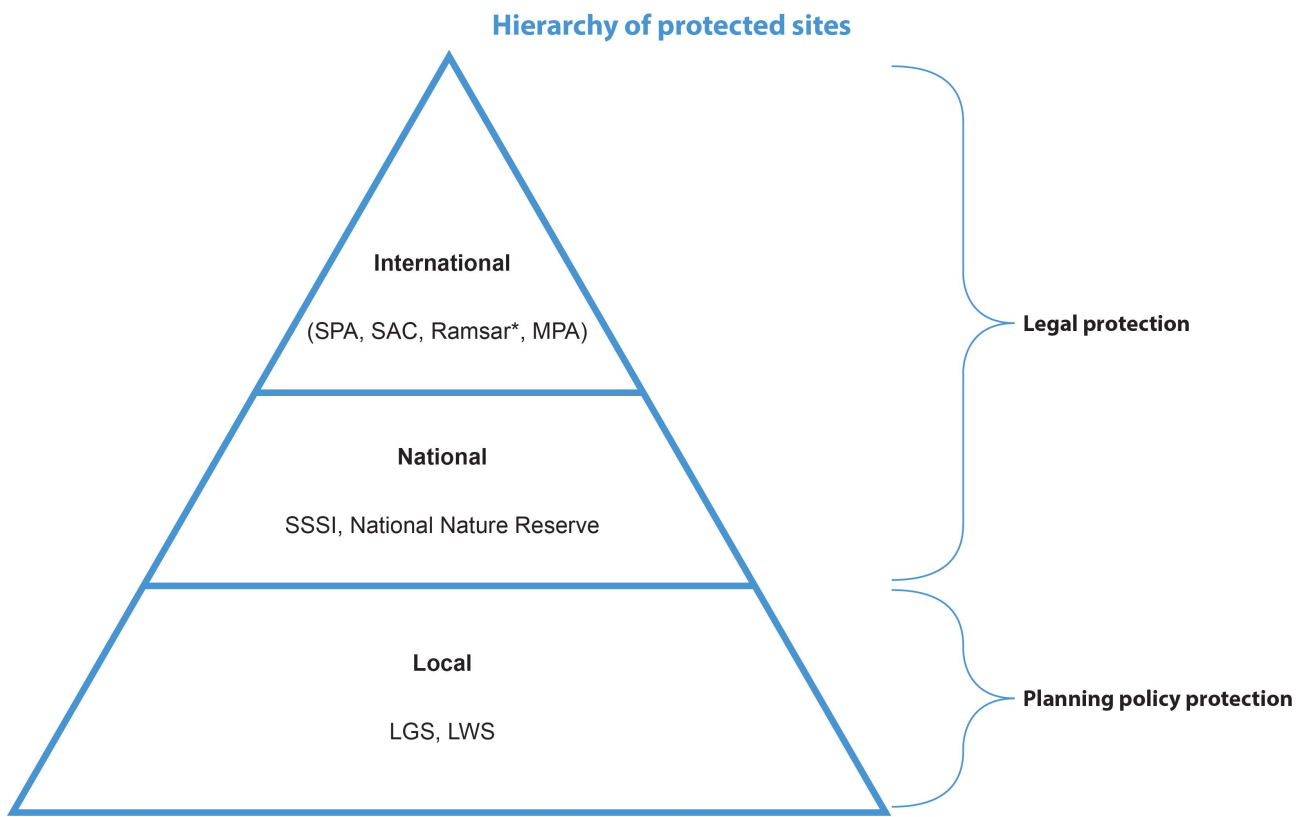 Hierarchy of protected sites
International
(SPA, SAC, Ramsar*, MPA)
Legal protection
National
SSSI, National Nature Reserve
Local
Planning policy protection
LGS, LWS